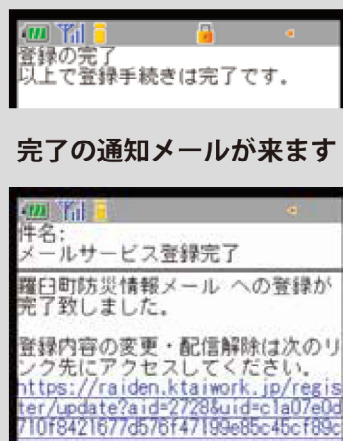 登録の完了
以上で登録手続きは完了です。
完了の通知メールが来ます
件名:
メールサービス登録完了
羅臼町防災情報メール への登録が
完了致しました。
登録内容の変更・配信解除は次のリ
ンク先にアクセスしてください。
https://raiden.ktaiwork.jp/regis
ter/update?aid=2728&uid=c1a07e0d
710f8421677d576f47199e85c45cf89c